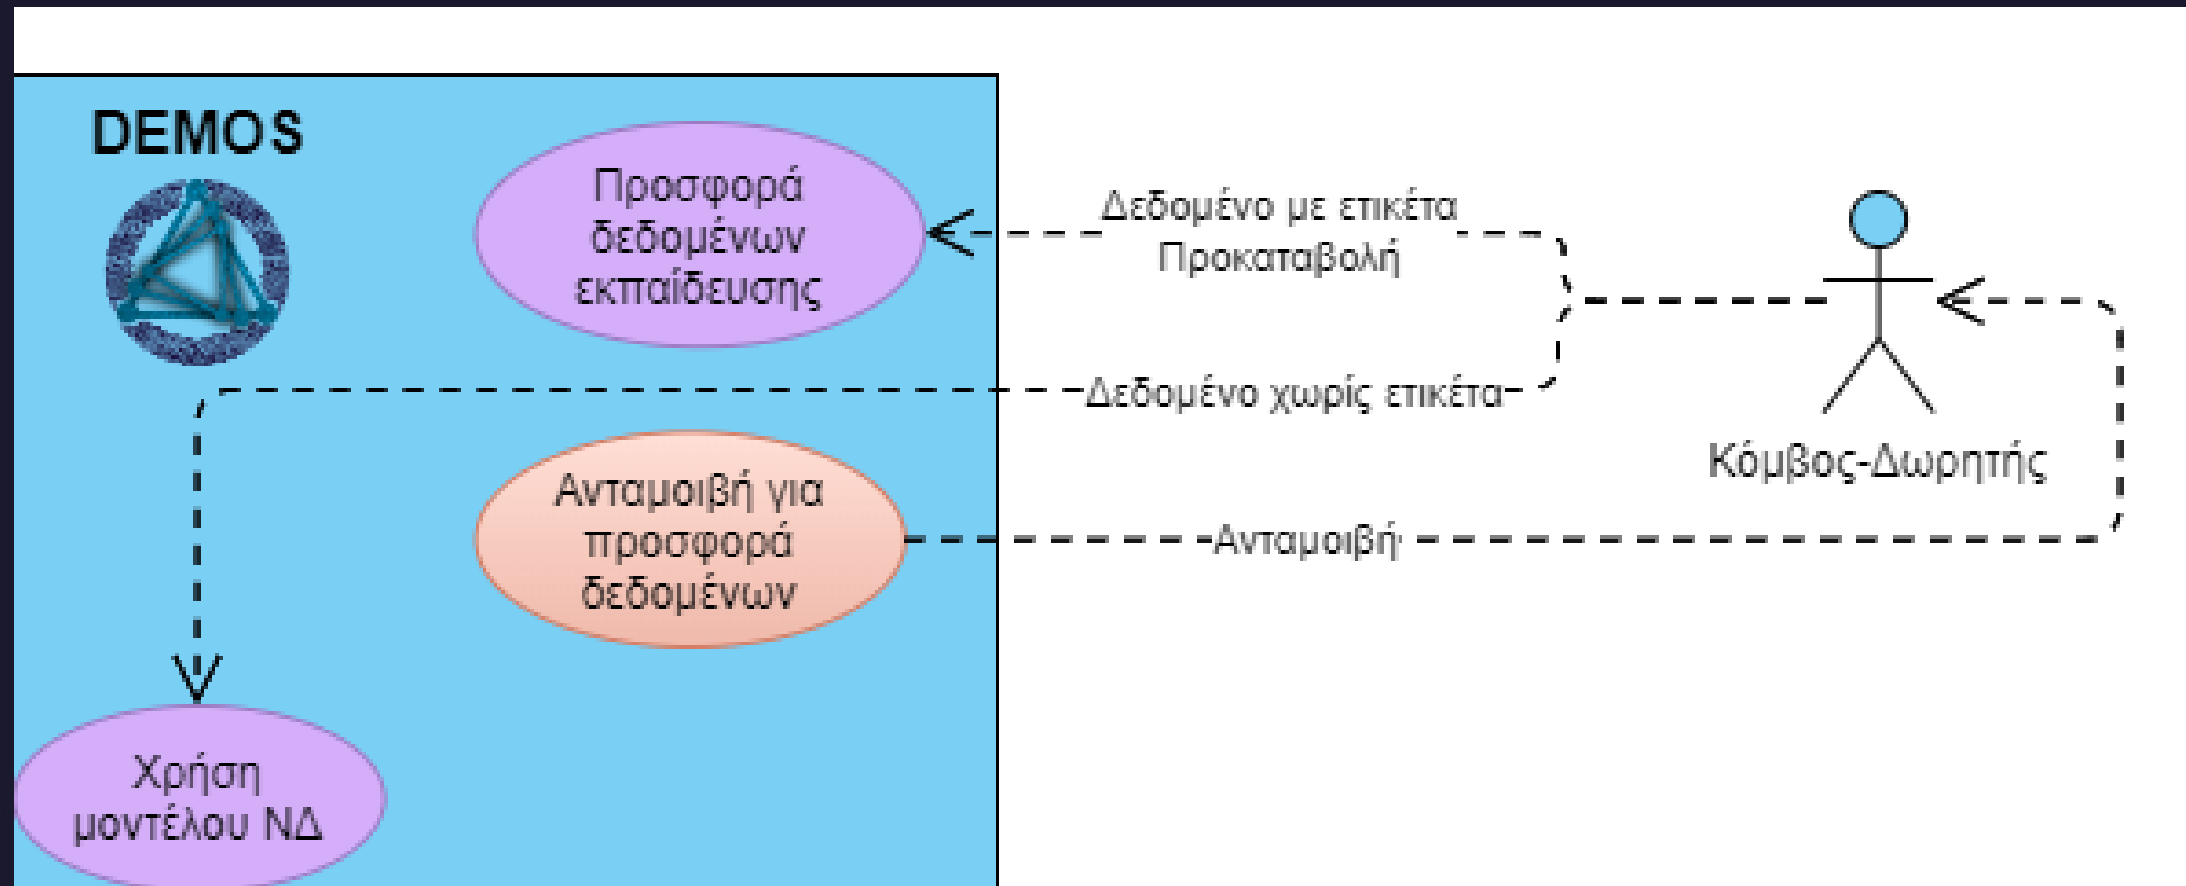 DEMOS
Προσφορά
δεδομένων
εκπαίδευσης
Δεδομένο με ετικέτα
Προκαταβολή
Δεδομένο χωρίς ετικέτα
Κόμβος-Δωρητής
Ανταμοιβή για
προσφορά
δεδομένων
Ανταμοιβή
Χρήση
μοντέλου ΝΔ